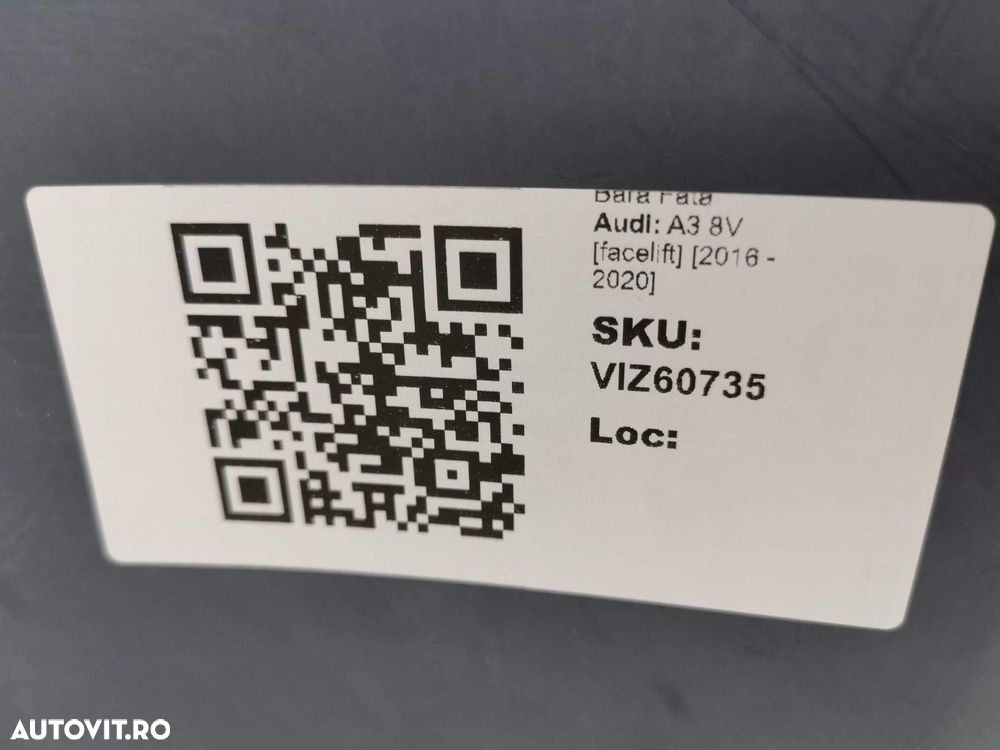 Bara Fata
Audi: A3 8V
[facelift] [2016 -
2020]
SKU:
VIZ60735
Loc:
AUTOVIT.RO